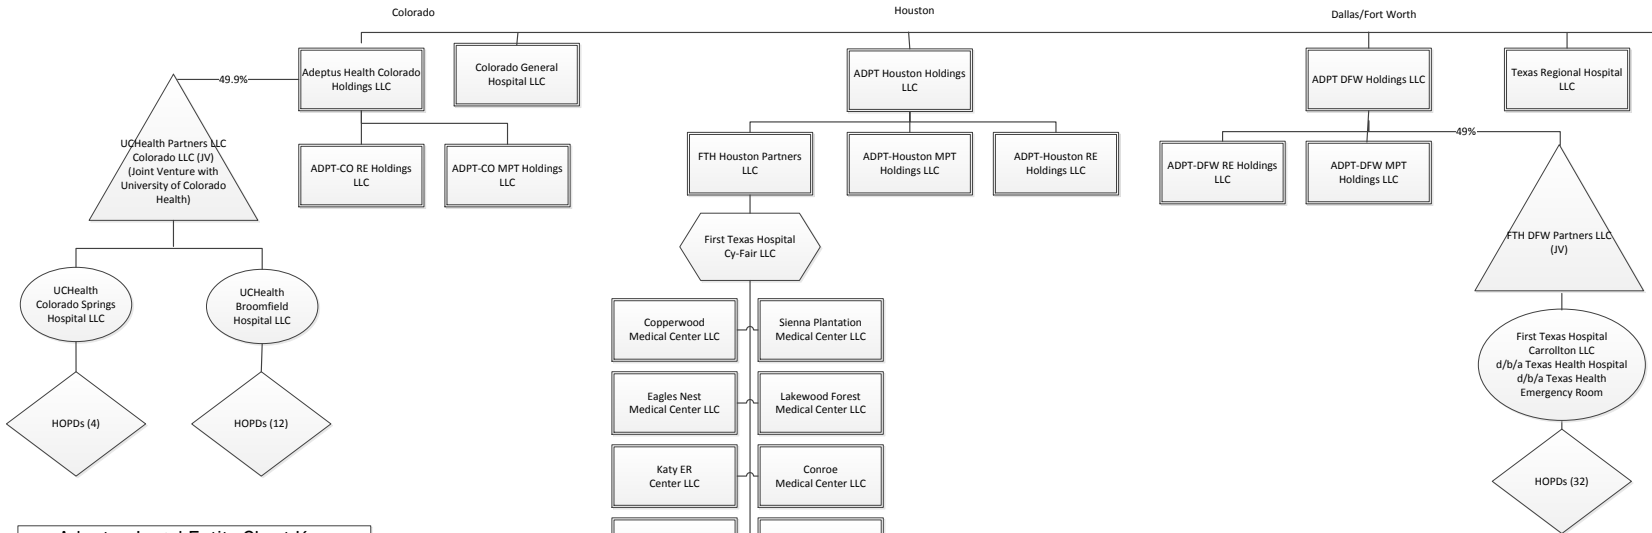 Colorado
Houston
Dallas/Fort Worth
Adeptus Health Colorado
Holdings LLC
Colorado General
Hospital LLC
ADPT Houston Holdings
LLC
ADPT DFW Holdings LLC
Texas Regional Hospital
LLC
49.9%
49%
UCHealth Partners LLC
Colorado LLC (JV)
(Joint Venture with
University of Colorado
Health)
ADPT-CO RE Holdings
LLC
ADPT-CO MPT Holdings
LLC
FTH Houston Partners
LLC
ADPT-Houston MPT
Holdings LLC
ADPT-Houston RE
Holdings LLC
ADPT-DFW RE Holdings
LLC
ADPT-DFW MPT
Holdings LLC
FTH DFW Partners LLC
(JV)
First Texas Hospital
Cy-Fair LLC
UCHealth
Colorado Springs
Hospital LLC
UCHealth
Broomfield
Hospital LLC
Copperwood
Medical Center LLC
Sienna Plantation
Medical Center LLC
First Texas Hospital
Carrollton LLC
d/b/a Texas Health Hospital
d/b/a Texas Health
Emergency Room
Eagles Nest
Medical Center LLC
Lakewood Forest
Medical Center LLC
HOPDs (4)
HOPDs (12)
Katy ER
Center LLC
Conroe
Medical Center LLC
HOPDs (32)